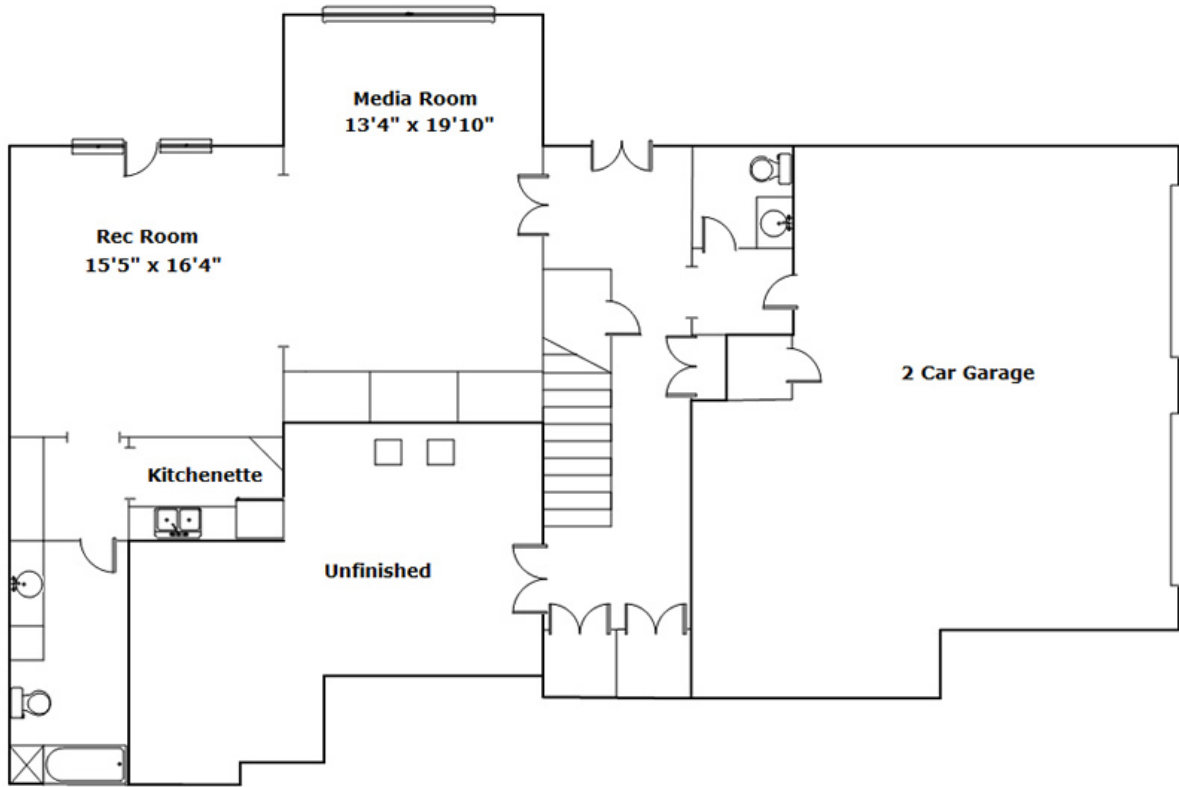 Media Room
13'4" x 19'10"
Rec Room
15'5" x 16'4"
2 Car Garage
Kitchenette
Unfinished